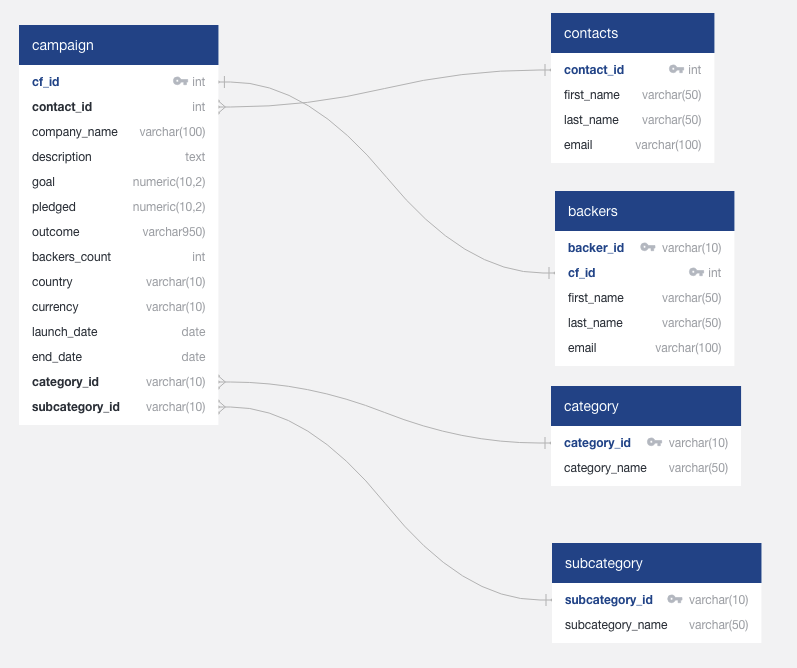 campaign
cf_id int
contact_id int
company_name varchar(100)
description text
goal numeric(10,2)
pledged numeric(10,2)
outcome varchar950)
backers_count int
country varchar(10)
currency varchar(10)
launch_date date
end_date date
category_id varchar(10)
subcategory_id varchar(10)
contacts
contact_id int
first_name varchar(50)
last_name varchar(50)
email varchar(100)
backers
backer_id varchar(10)
cf_id int
first_name varchar(50)
last_name varchar(50)
email varchar(100)
category
category_id varchar(10)
category_name varchar(50)
subcategory
subcategory_id varchar(10)
subcategory_name varchar(50)